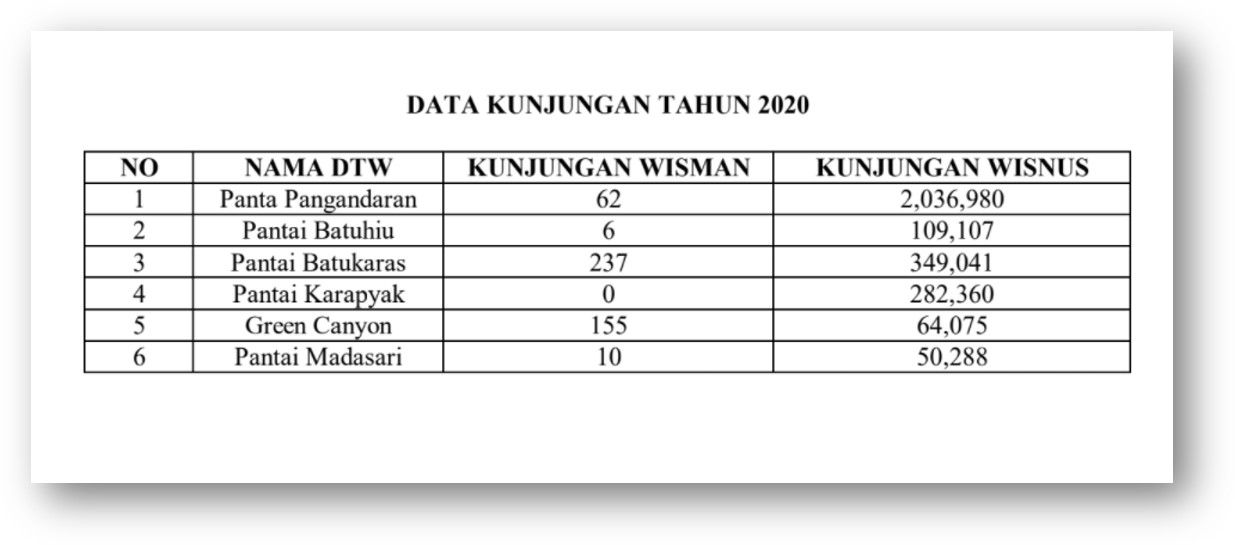 DATA KUNJUNGAN TAHUN 2020
NO NAMA DTW KUNJUNGAN WISMAN KUNJUNGAN WISNUS
1 Panta Pangandaran 62 2,036,980
2 Pantai Batuhiu 6 109,107
3 Pantai Batukaras 237 349,041
4 Pantai Karapyak 0 282,360
5 Green Canyon 155 64,075
6 Pantai Madasari 10 50,288